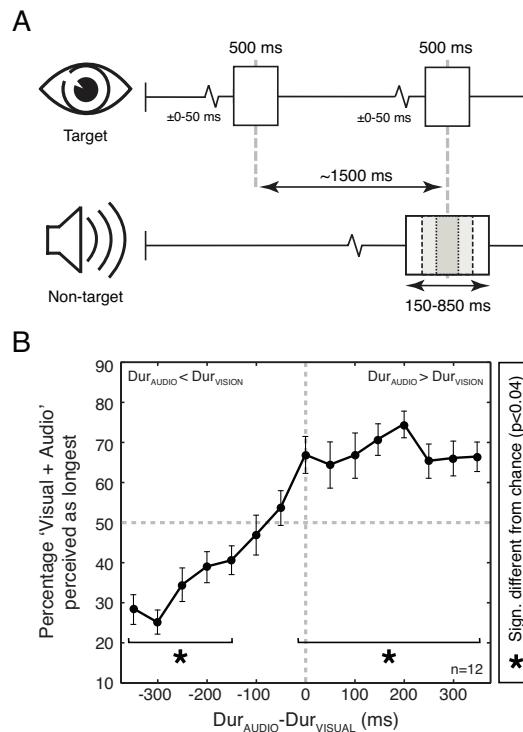 A
500 ms 500 ms
±0-50 ms ±0-50 ms
Target
~1500 ms
Non-target
150-850 ms
B
Percentage 'Visual + Audio'
perceived as longest
90
80
70
60
50
40
30
20
10
Dur_AUDIO < Dur_VISION Dur_AUDIO > Dur_VISION
* *
n=12
-300 -200 -100 0 100 200 300
Dur_AUDIO-Dur_VISUAL (ms)
* Sign. different from chance (p<0.04)